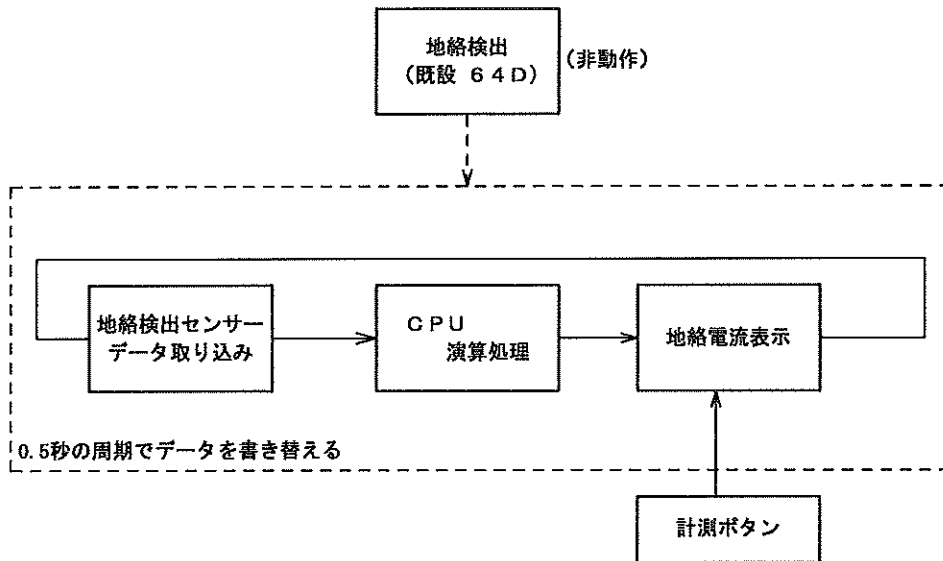 地絡検出
(既設 64D)
(非動作)
地絡検出センサー
データ取り込み
CPU
演算処理
地絡電流表示
0.5秒の周期でデータを書き替える
計測ボタン